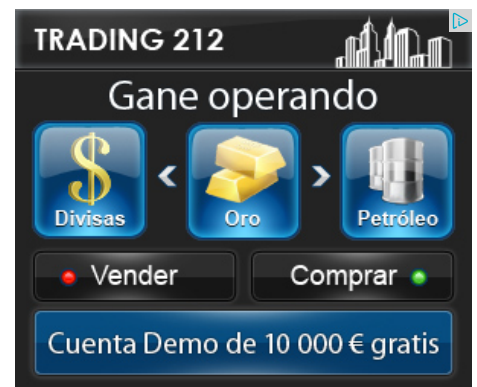 TRADING 212
Gane operando
Divisas
Oro
Petróleo
Vender
Comprar
Cuenta Demo de 10 000 € gratis